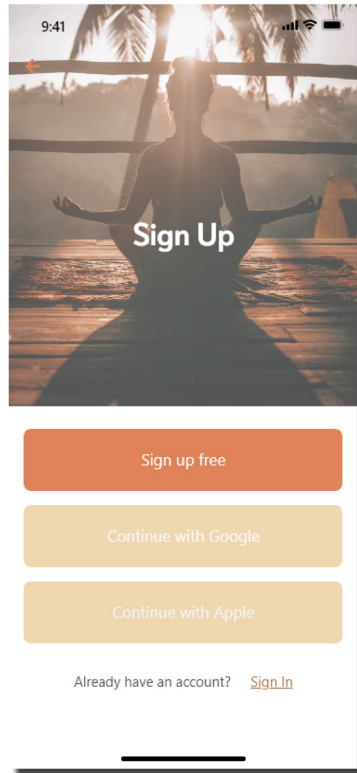 9:41
Sign Up
Sign up free
Continue with Google
Continue with Apple
Already have an account? Sign In